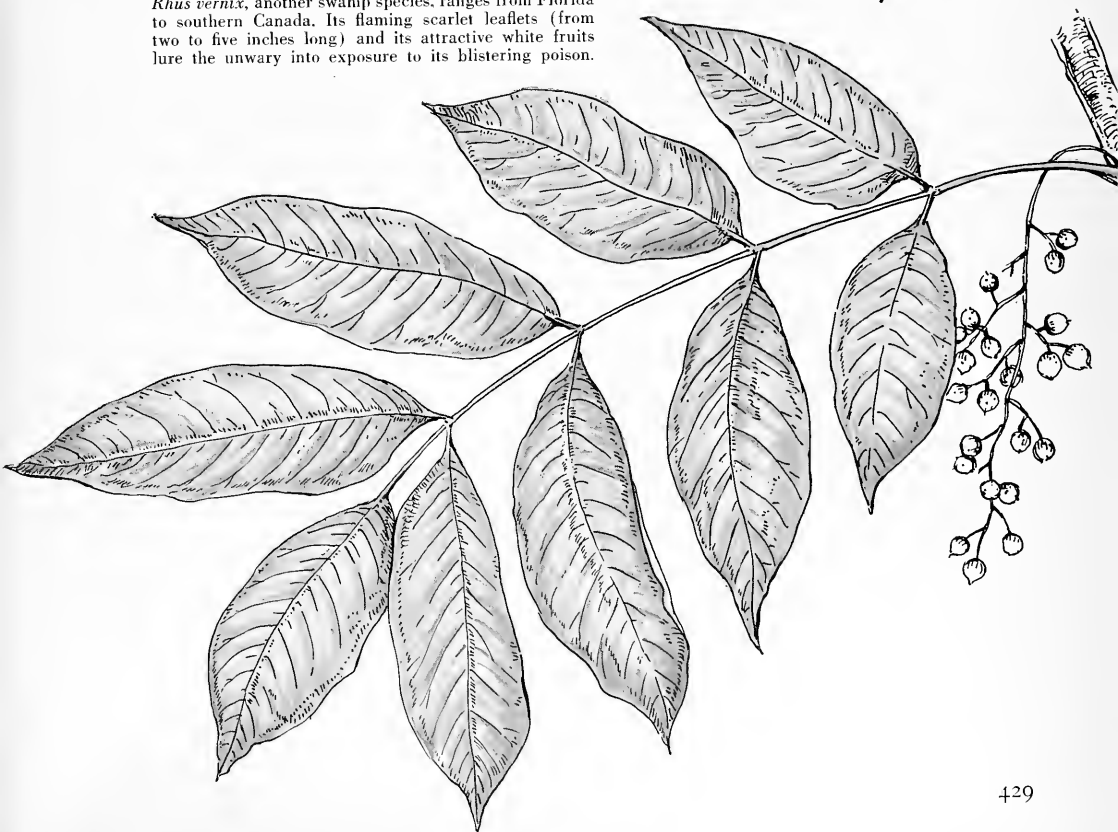 Rhus vernix, another swamp species, ranges from Florida
to southern Canada. Its flaming scarlet leaflets (from
two to five inches long) and its attractive white fruits
lure the unwary into exposure to its blistering poison.
429